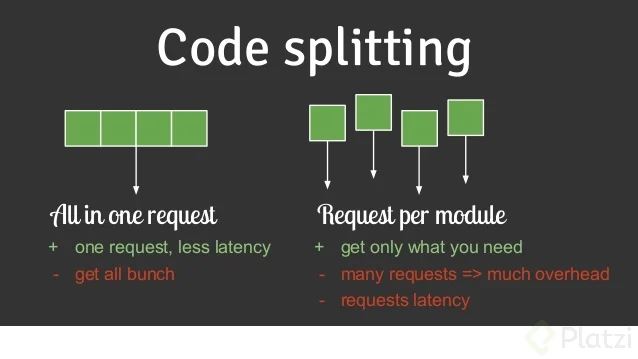 Code splitting
All in one request
+ one request, less latency
- get all bunch
Request per module
+ get only what you need
- many requests => much overhead
- requests latency
Platzi